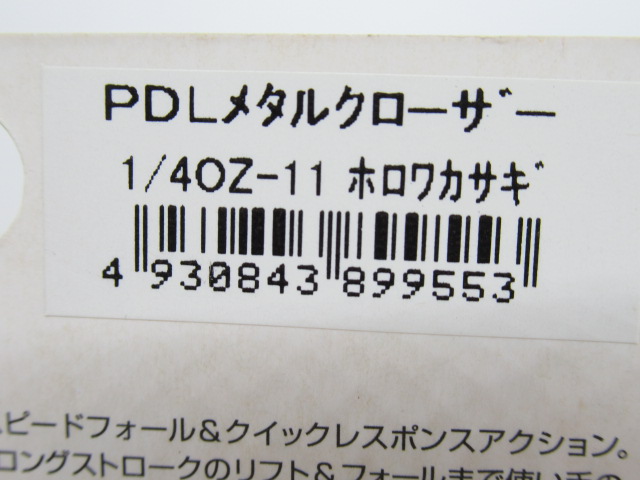 PDLメタルクローザー
1/4OZ-11 ホロワカサギ
4 930843 899553
スピードフォール&クイックレスポンスアクション。
ロングストロークのリフト&フォールまで使い手の